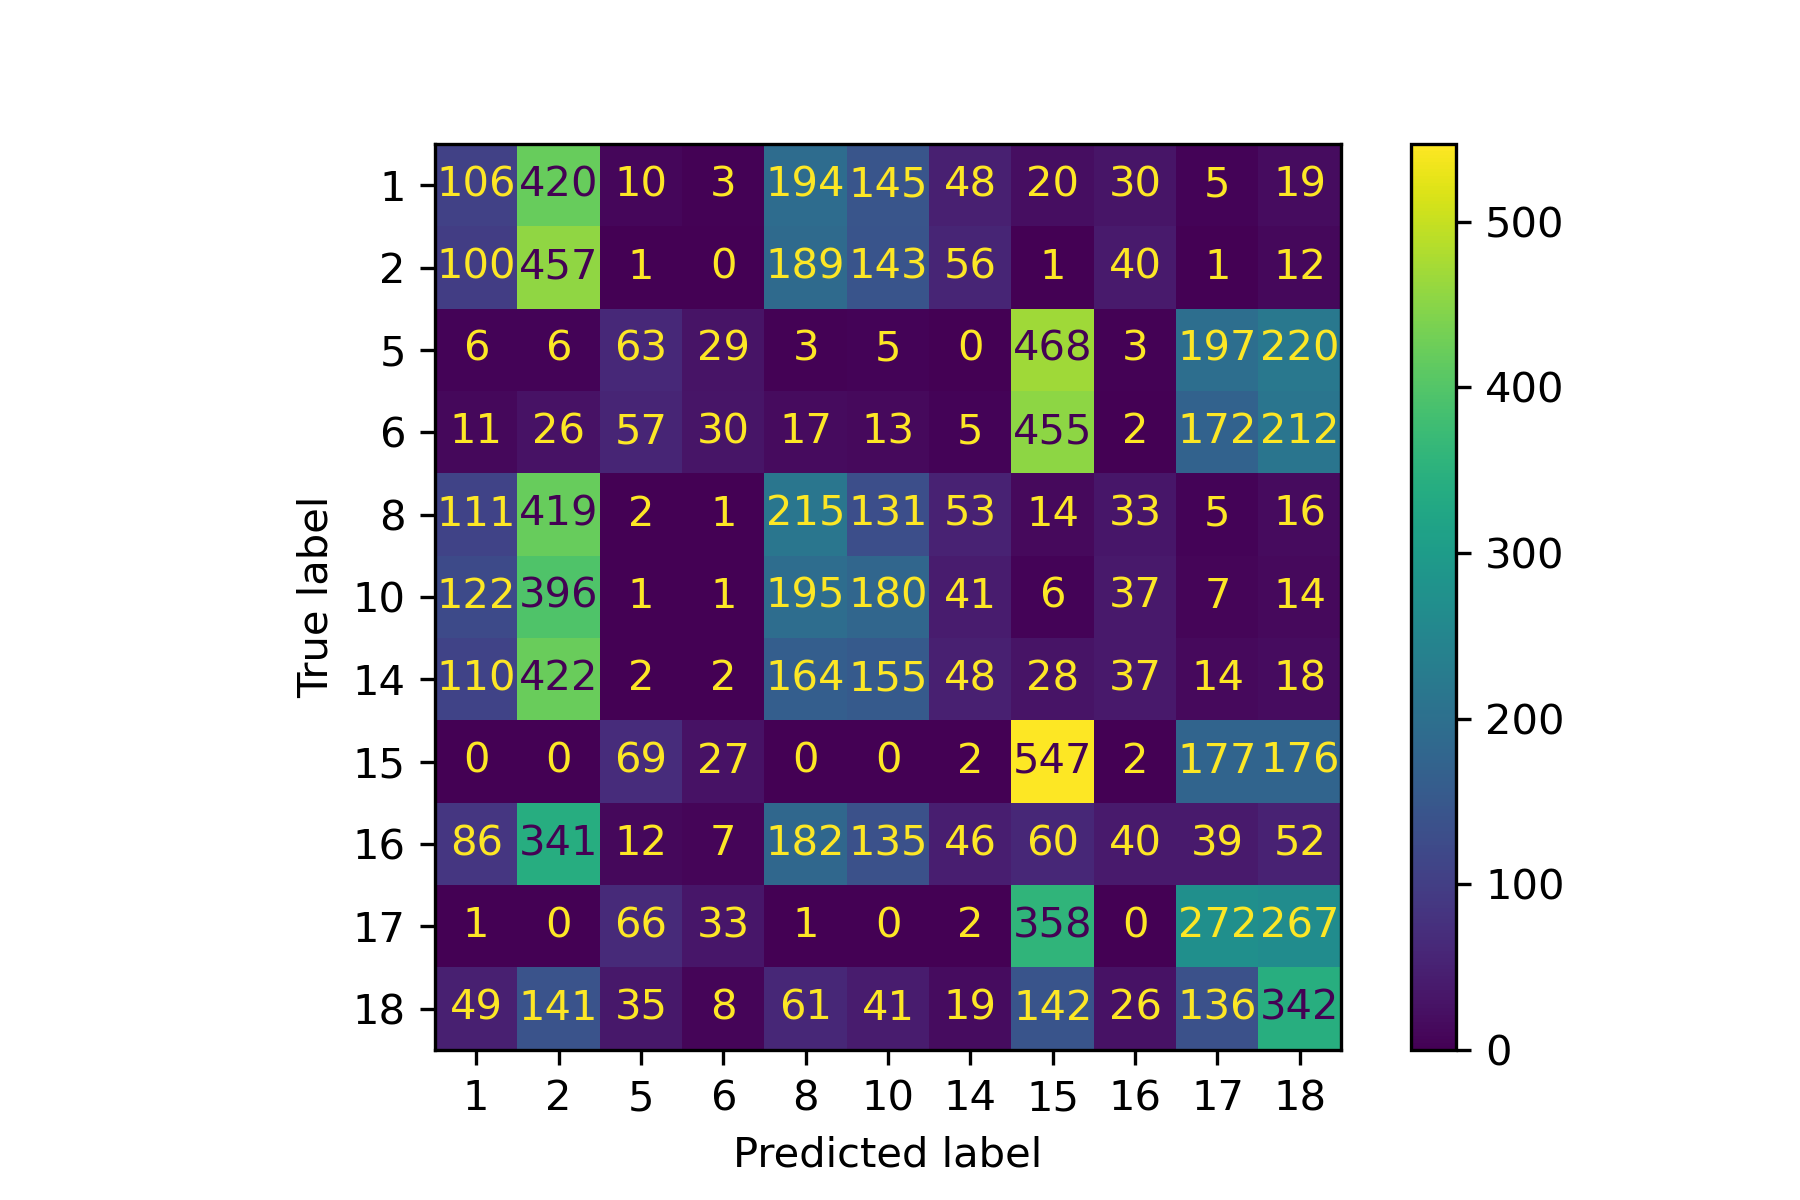 True label
1 106 420 10 3 194 145 48 20 30 5 19
2 100 457 1 0 189 143 56 1 40 1 12
5 6 6 63 29 3 5 0 468 3 197 220
6 11 26 57 30 17 13 5 455 2 172 212
8 111 419 2 1 215 131 53 14 33 5 16
10 122 396 1 1 195 180 41 6 37 7 14
14 110 422 2 2 164 155 48 28 37 14 18
15 0 0 69 27 0 0 2 547 2 177 176
16 86 341 12 7 182 135 46 60 40 39 52
17 1 0 66 33 1 0 2 358 0 272 267
18 49 141 35 8 61 41 19 142 26 136 342
1 2 5 6 8 10 14 15 16 17 18
Predicted label
500
400
300
200
100
0